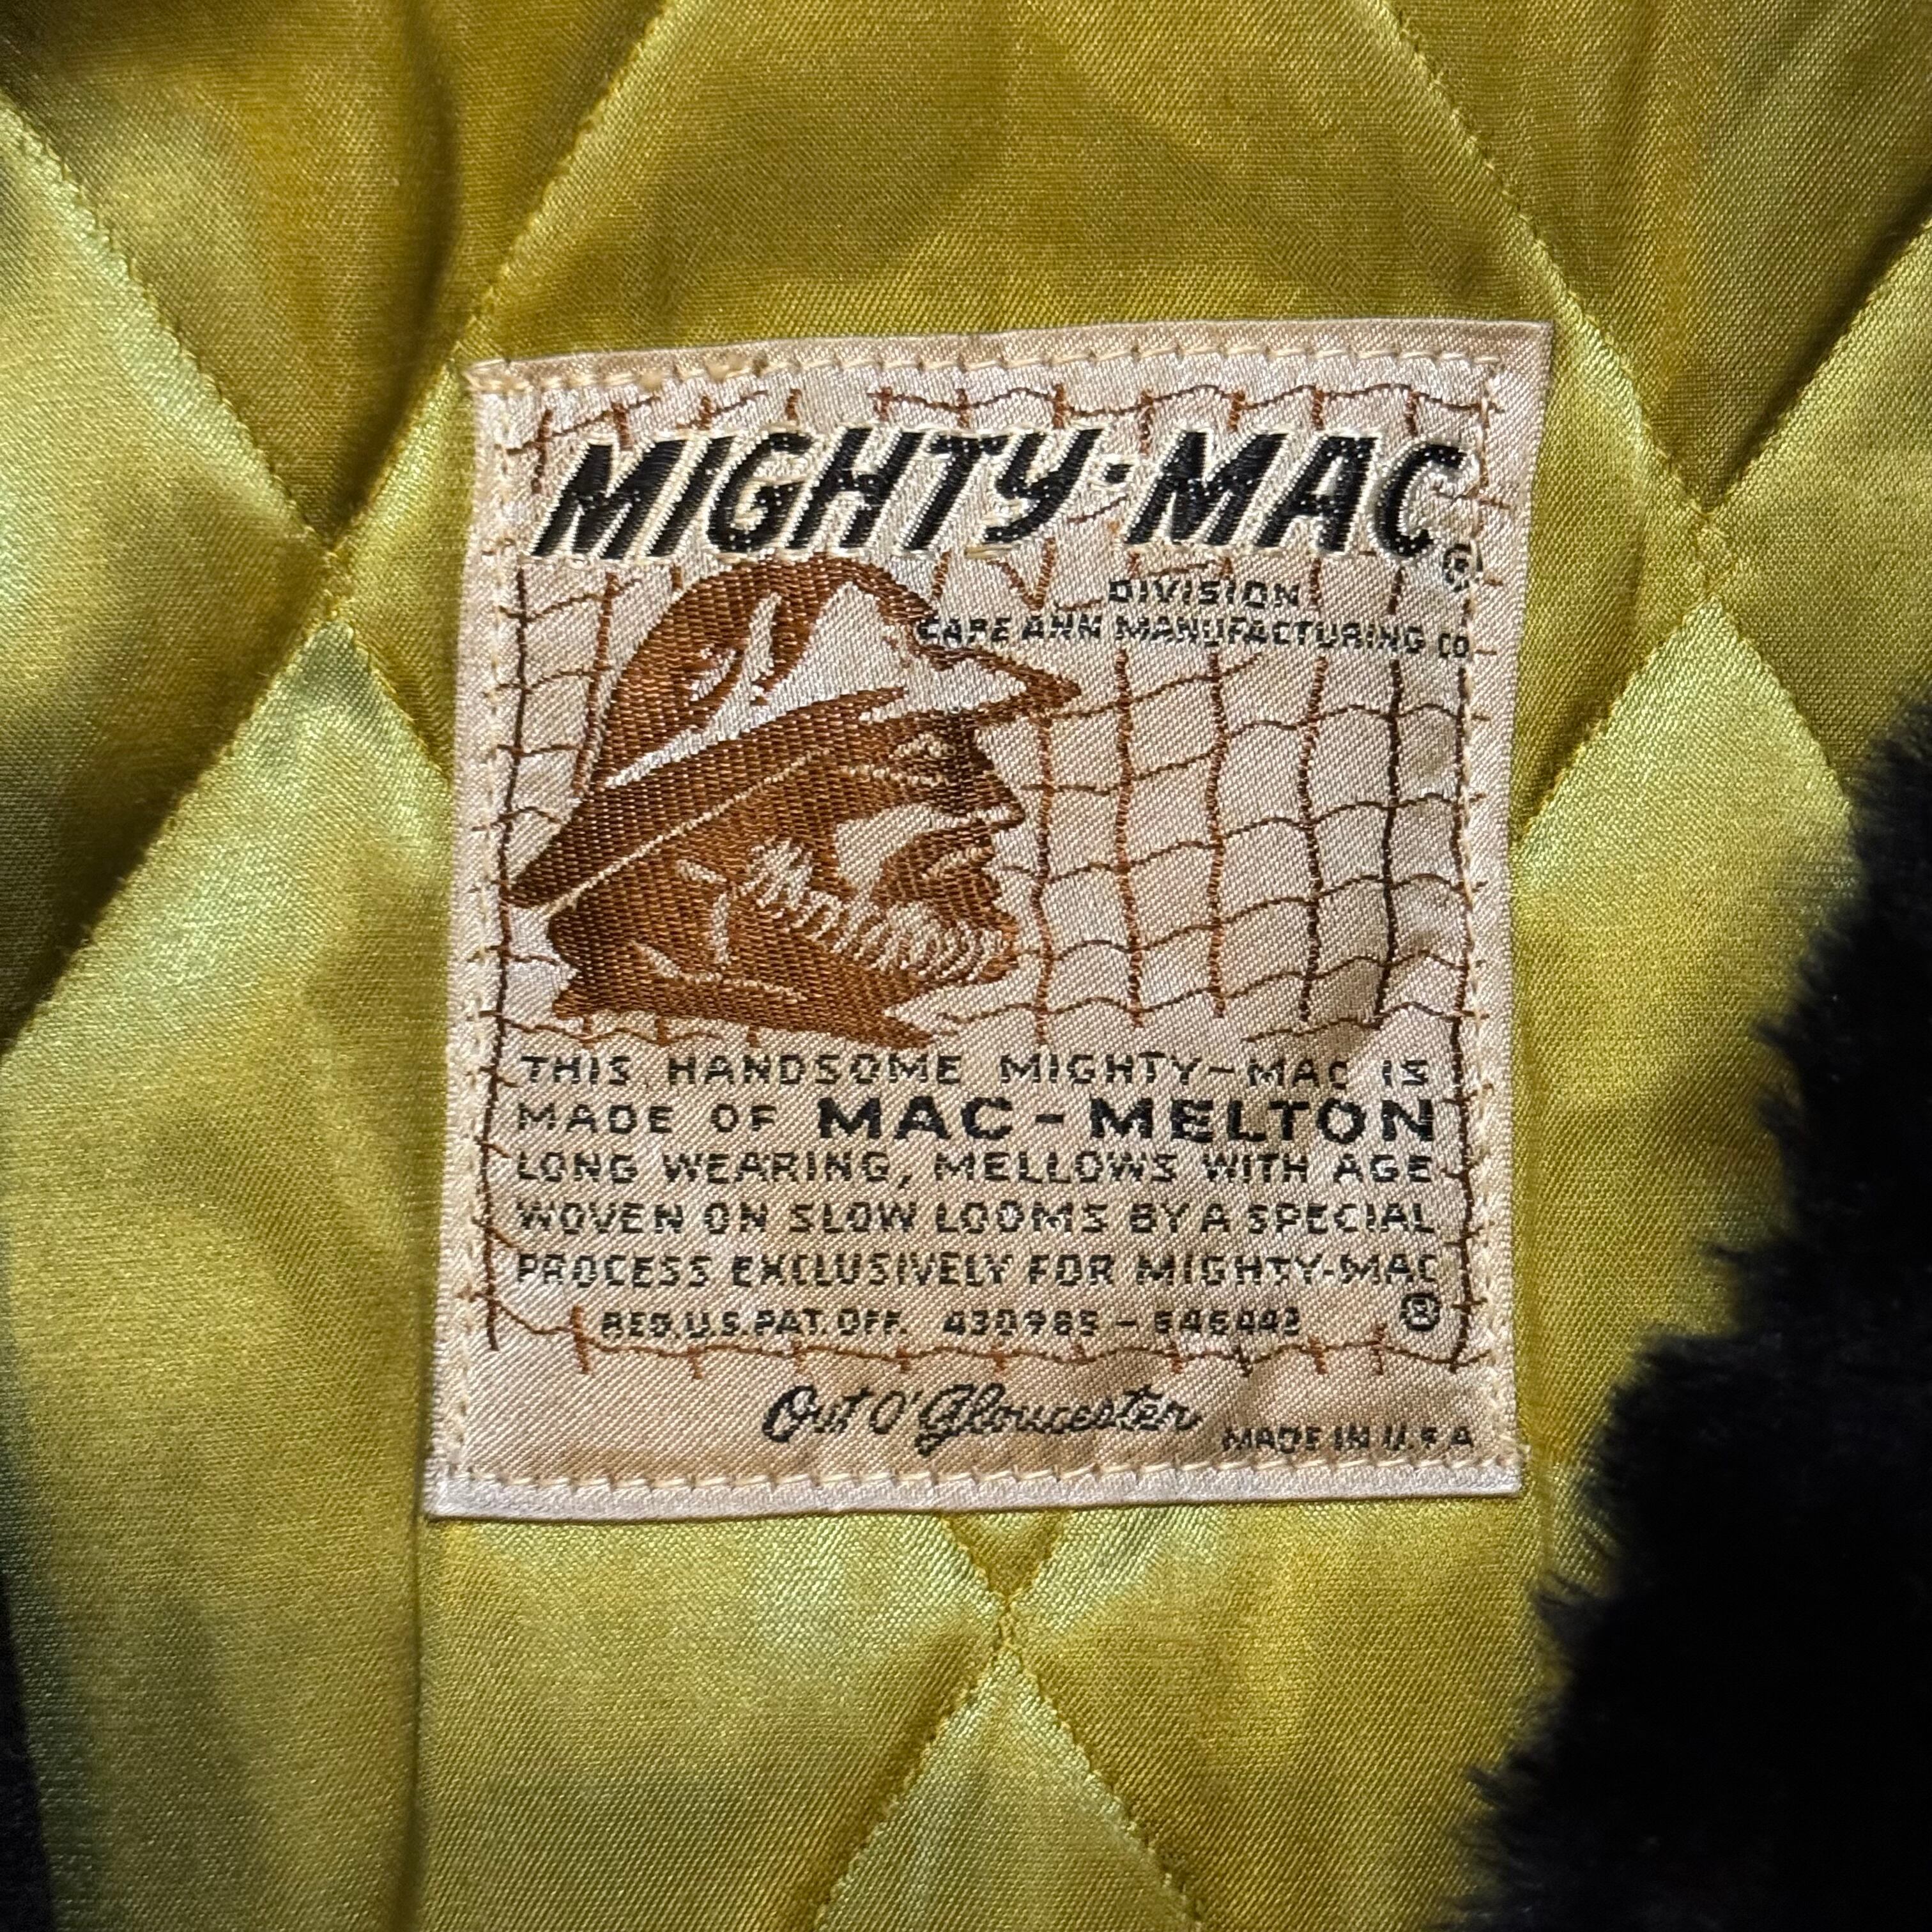 MIGHTY-MAC ®
DIVISION
CAPE ANN MANUFACTURING CO
THIS HANDSOME MIGHTY-MAC IS
MADE OF MAC-MELTON
LONG WEARING, MELLOWS WITH AGE
WOVEN ON SLOW LOOMS BY A SPECIAL
PROCESS EXCLUSIVELY FOR MIGHTY-MAC
®
REG. U.S. PAT. OFF. 430985 - 546442
Out O' Gloucester
MADE IN U.S.A